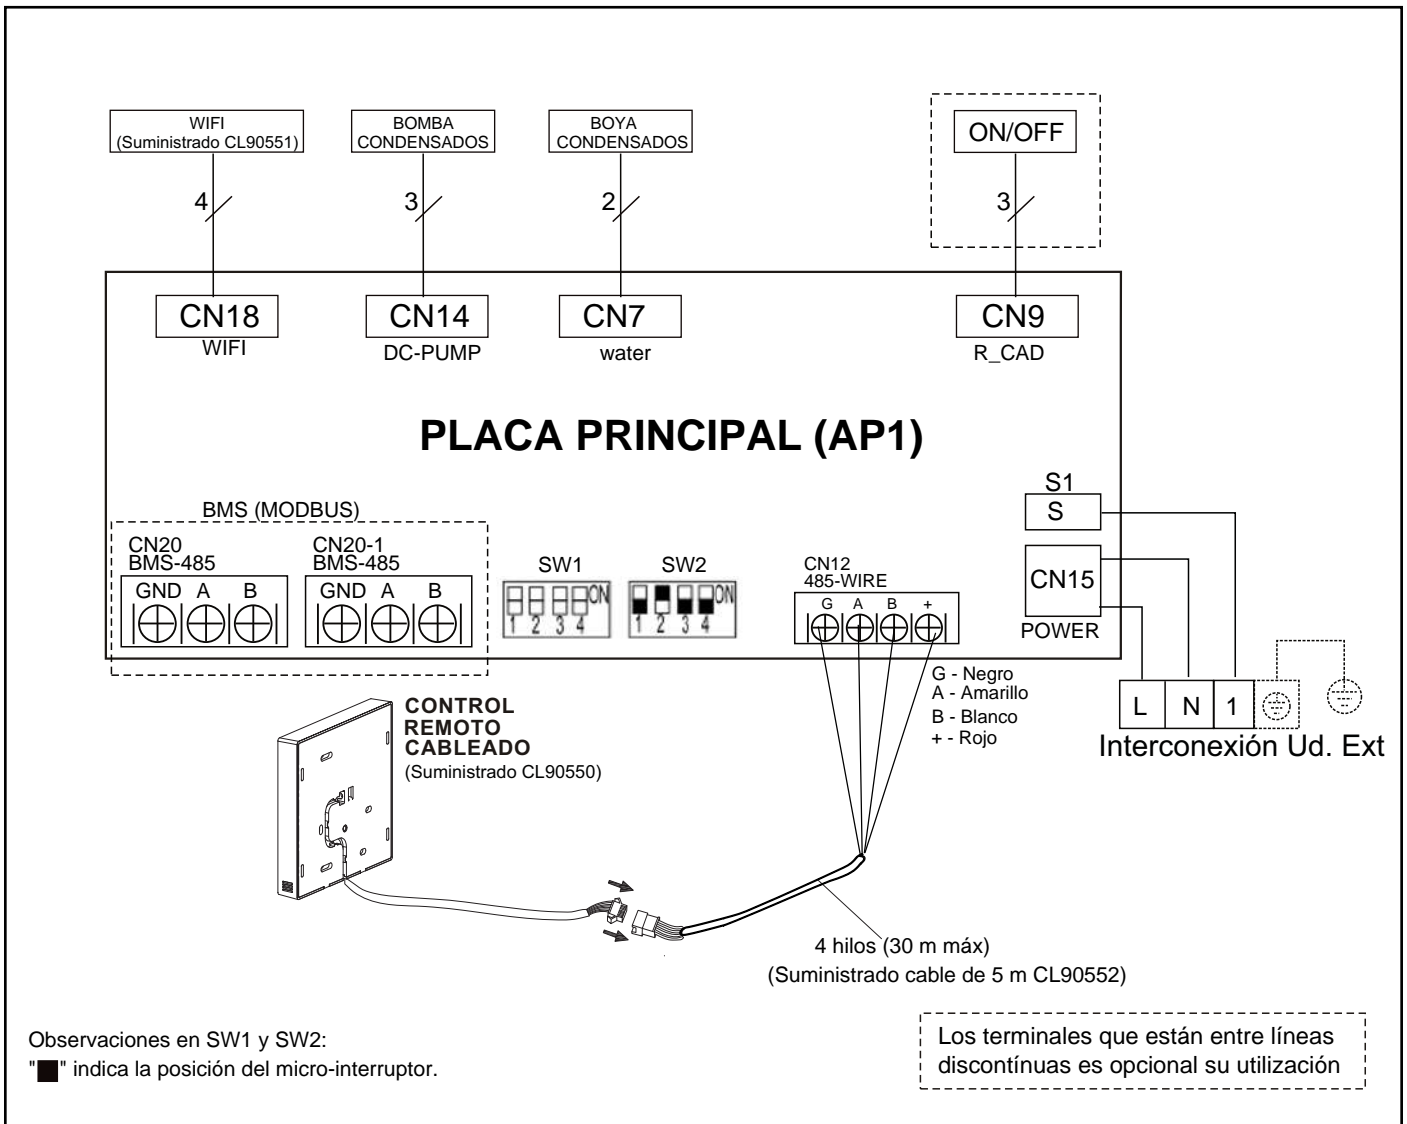 WIFI
(Suministrado CL90551)
BOMBA
CONDENSADOS
BOYA
CONDENSADOS
ON/OFF
4
3
2
3
CN18
WIFI
CN14
DC-PUMP
CN7
water
CN9
R_CAD
PLACA PRINCIPAL (AP1)
S1
S
CN15
POWER
BMS (MODBUS)
CN20
BMS-485
GND A B
CN20-1
BMS-485
GND A B
SW1
ON
1 2 3 4
SW2
ON
1 2 3 4
CN12
485-WIRE
G A B +
G - Negro
A - Amarillo
B - Blanco
+ - Rojo
L N 1
Interconexión Ud. Ext
CONTROL
REMOTO
CABLEADO
(Suministrado CL90550)
4 hilos (30 m máx)
(Suministrado cable de 5 m CL90552)
Observaciones en SW1 y SW2:
"■" indica la posición del micro-interruptor.
Los terminales que están entre líneas
discontínuas es opcional su utilización